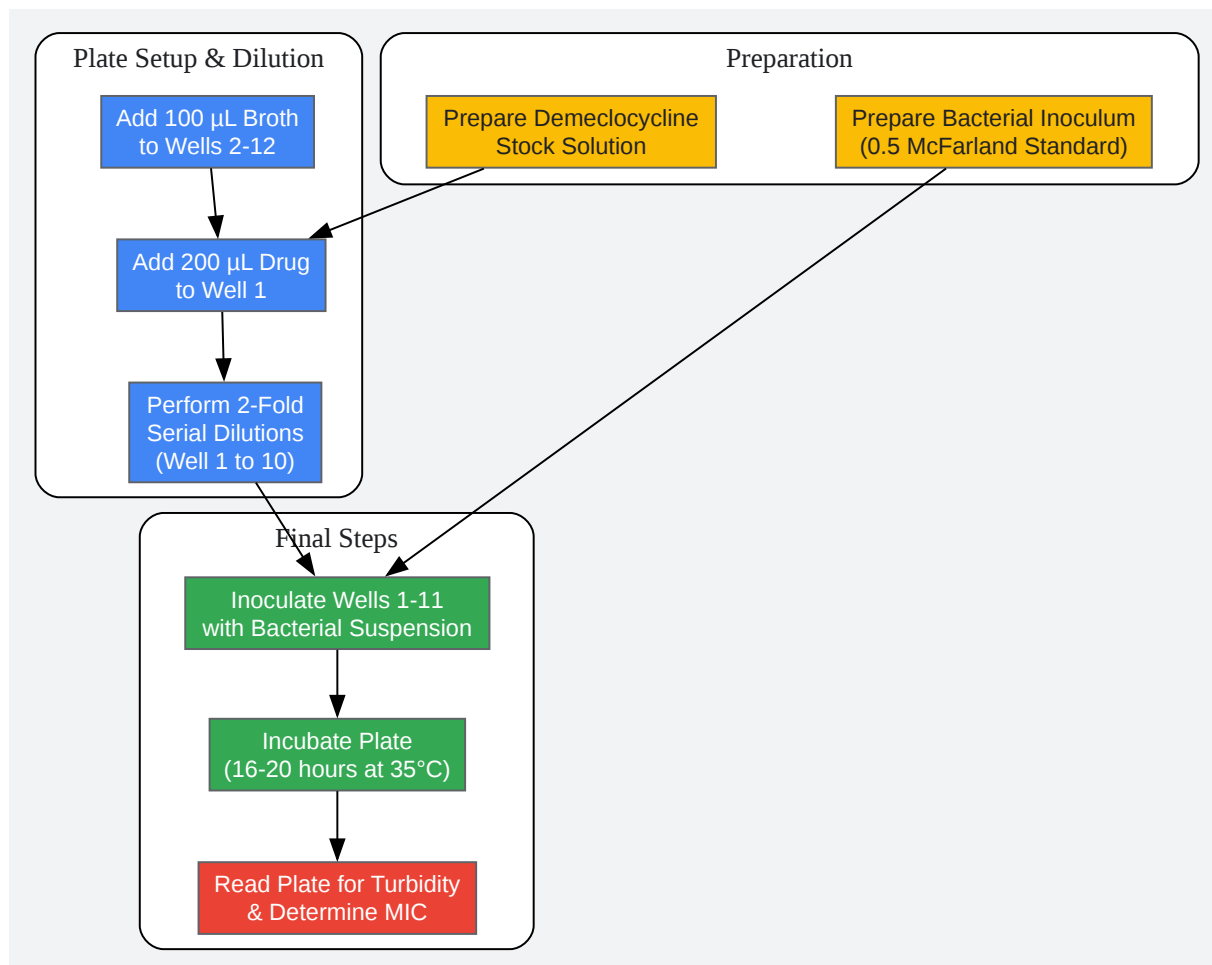 Plate Setup & Dilution
Add 100 µL Broth
to Wells 2-12
Add 200 µL Drug
to Well 1
Perform 2-Fold
Serial Dilutions
(Well 1 to 10)
Preparation
Prepare Demeclocycline
Stock Solution
Prepare Bacterial Inoculum
(0.5 McFarland Standard)
Final Steps
Inoculate Wells 1-11
with Bacterial Suspension
Incubate Plate
(16-20 hours at 35°C)
Read Plate for Turbidity
& Determine MIC